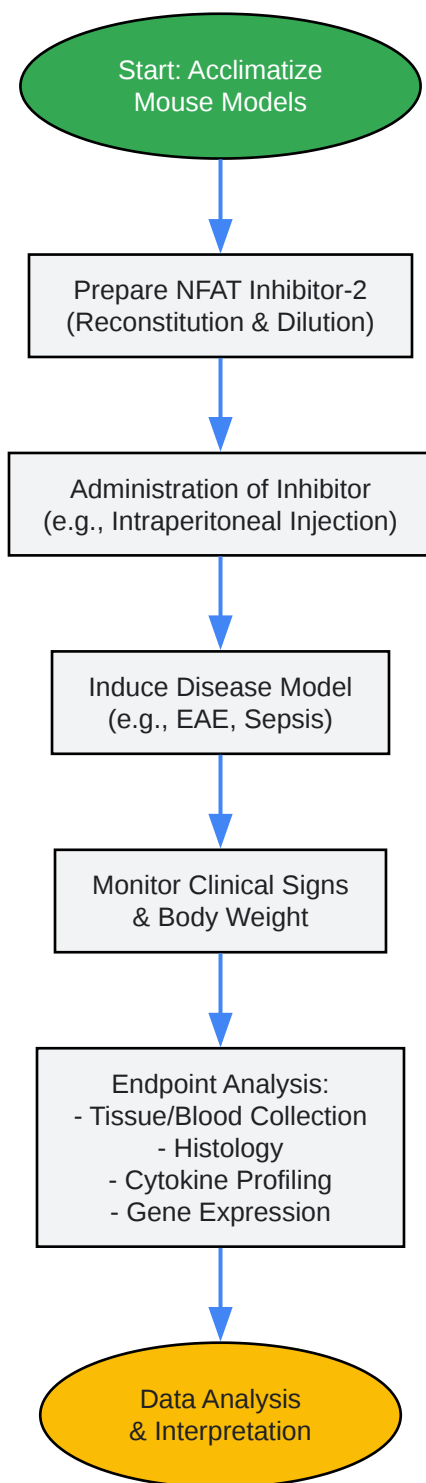 Start: Acclimatize
Mouse Models
Prepare NFAT Inhibitor-2
(Reconstitution & Dilution)
Administration of Inhibitor
(e.g., Intraperitoneal Injection)
Induce Disease Model
(e.g., EAE, Sepsis)
Monitor Clinical Signs
& Body Weight
Endpoint Analysis:
- Tissue/Blood Collection
- Histology
- Cytokine Profiling
- Gene Expression
Data Analysis
& Interpretation